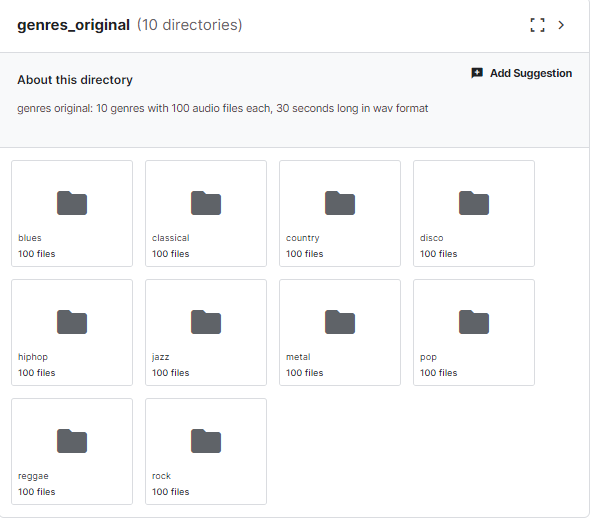 genres_original (10 directories)
About this directory
Add Suggestion
genres original: 10 genres with 100 audio files each, 30 seconds long in wav format
blues
100 files
classical
100 files
country
100 files
disco
100 files
hiphop
100 files
jazz
100 files
metal
100 files
pop
100 files
reggae
100 files
rock
100 files